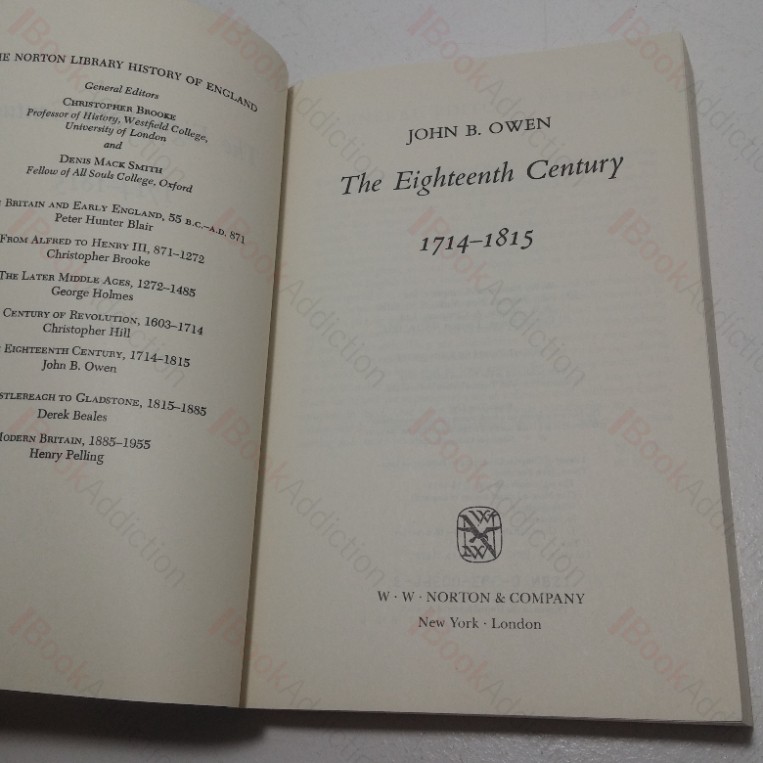 NORTON LIBRARY HISTORY OF ENGLAND
General Editors
CHRISTOPHER BROOKE
Professor of History, Westfield College,
University of London
and
DENIS MACK SMITH
Fellow of All Souls College, Oxford
BRITAIN AND EARLY ENGLAND, 55 B.C.–A.D. 871
Peter Hunter Blair
FROM ALFRED TO HENRY III, 871–1272
Christopher Brooke
THE LATER MIDDLE AGES, 1272–1485
George Holmes
CENTURY OF REVOLUTION, 1603–1714
Christopher Hill
EIGHTEENTH CENTURY, 1714–1815
John B. Owen
TO GLADSTONE, 1815–1885
Derek Beales
MODERN BRITAIN, 1885–1955
Henry Pelling
JOHN B. OWEN
The Eighteenth Century
1714–1815
W · W · NORTON & COMPANY
New York · London
BookAddiction